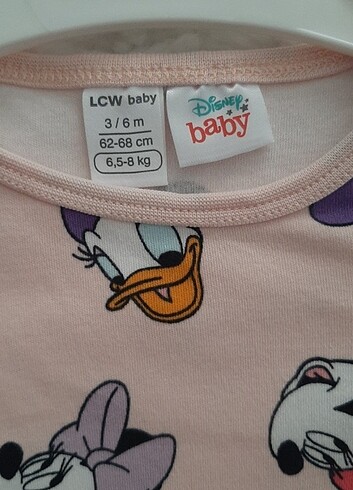 LCW baby
3 / 6 m
62-68 cm
6,5-8 kg
Disney
baby